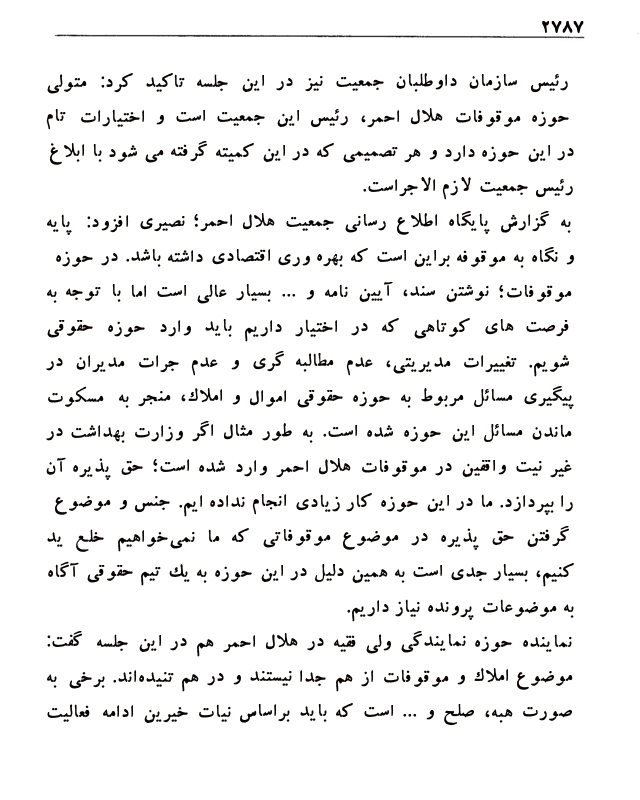 ۲۷۸۷
رئیس سازمان داوطلبان جمعیت نیز در این جلسه تاکید کرد: متولی
حوزه موقوفات هلال احمر، رئیس این جمعیت است و اختیارات تام
در این حوزه دارد و هر تصمیمی که در این کمیته گرفته می شود با ابلاغ
رئیس جمعیت لازم الاجراست.
به گزارش پایگاه اطلاع رسانی جمعیت هلال احمر؛ نصیری افزود: پایه
و نگاه به موقوفه براین است که بهره وری اقتصادی داشته باشد. در حوزه
موقوفات؛ نوشتن سند، آیین نامه و ... بسیار عالی است اما با توجه به
فرصت های کوتاهی که در اختیار داریم باید وارد حوزه حقوقی
شویم. تغییرات مدیریتی، عدم مطالبه گری و عدم جرات مدیران در
پیگیری مسائل مربوط به حوزه حقوقی اموال و املاك، منجر به مسکوت
ماندن مسائل این حوزه شده است. به طور مثال اگر وزارت بهداشت در
غیر نیت واقفین در موقوفات هلال احمر وارد شده است؛ حق پذیره آن
را بپردازد. ما در این حوزه کار زیادی انجام نداده ایم. جنس و موضوع
گرفتن حق پذیره در موضوع موقوفاتی که ما نمی‌خواهیم خلع ید
کنیم، بسیار جدی است به همین دلیل در این حوزه به یك تیم حقوقی آگاه
به موضوعات پرونده نیاز داریم.
نماینده حوزه نمایندگی ولی فقیه در هلال احمر هم در این جلسه گفت:
موضوع املاك و موقوفات از هم جدا نیستند و در هم تنیده‌اند. برخی به
صورت هبه، صلح و ... است که باید براساس نیات خیرین ادامه فعالیت